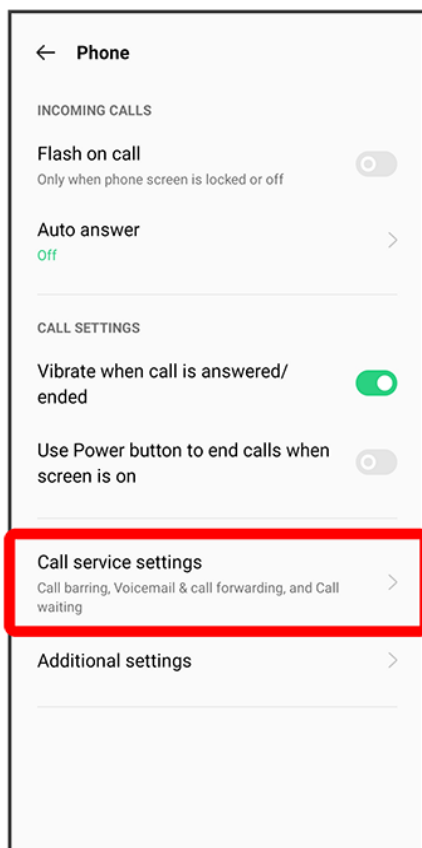 Phone
INCOMING CALLS
Flash on call
Only when phone screen is locked or off
Auto answer
Off
CALL SETTINGS
Vibrate when call is answered/
ended
Use Power button to end calls when
screen is on
Call service settings
Call barring, Voicemail & call forwarding, and Call
waiting
Additional settings